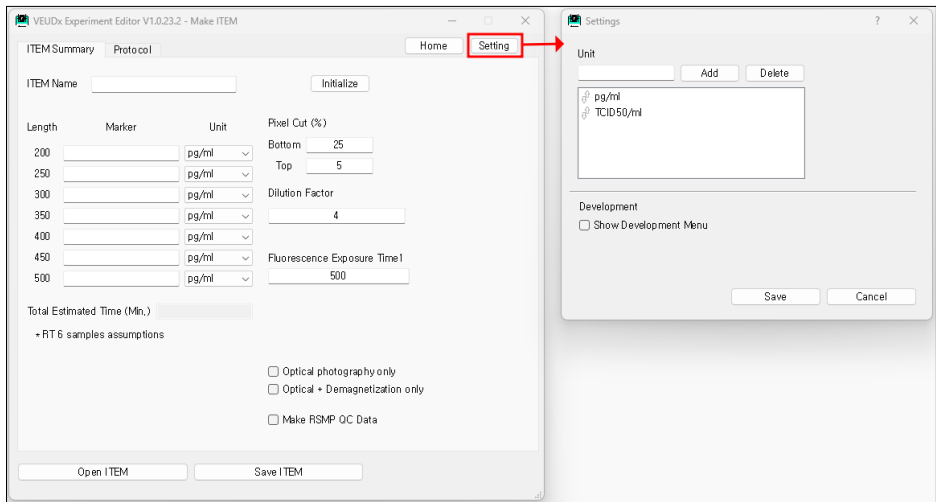 VEUDx Experiment Editor V1.0.23.2 - Make ITEM
ITEM Summary Protocol Home Setting
ITEM Name Initialize
Length Marker Unit
200 pg/ml
250 pg/ml
300 pg/ml
350 pg/ml
400 pg/ml
450 pg/ml
500 pg/ml
Pixel Cut (%)
Bottom 25
Top 5
Dilution Factor
4
Fluorescence Exposure Time1
500
Total Estimated Time (Min,)
* RT 6 samples assumptions
Optical photography only
Optical + Demagnetization only
Make RSMP QC Data
Open ITEM Save ITEM
Settings ?
Unit
Add Delete
pg/ml
TCID50/ml
Development
Show Development Menu
Save Cancel